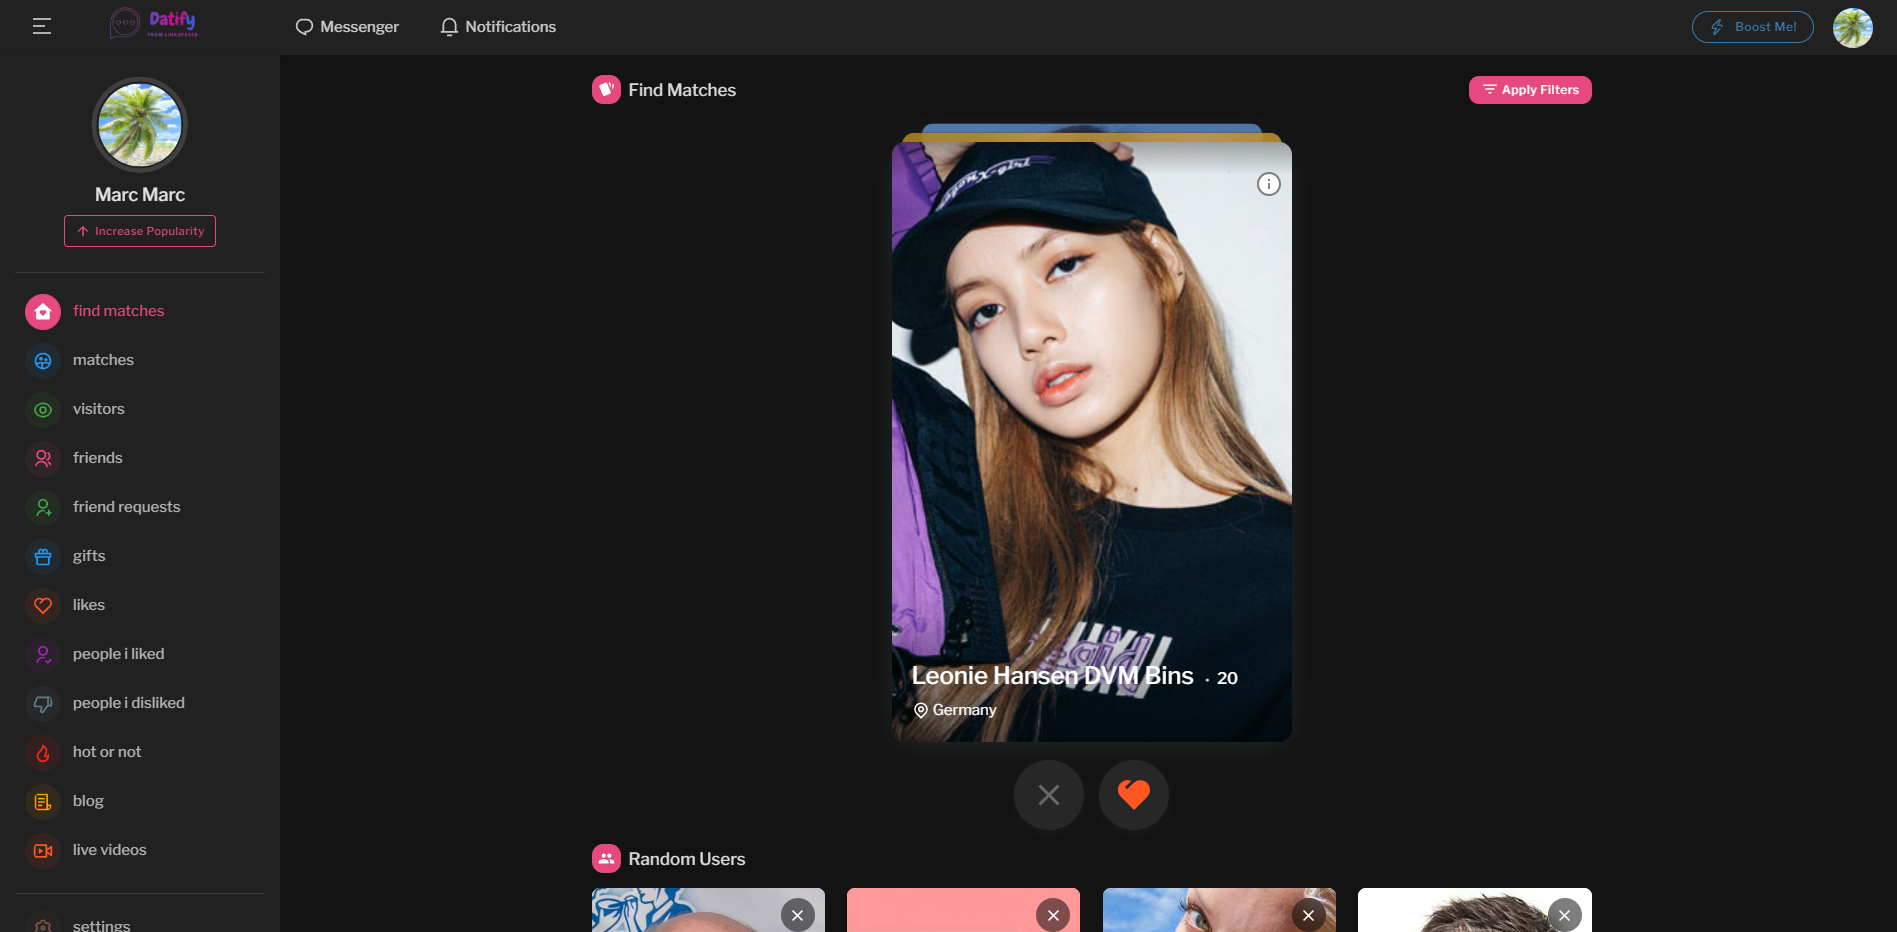 Datify
Messenger
Notifications
Boost Me!
Marc Marc
Increase Popularity
find matches
matches
visitors
friends
friend requests
gifts
likes
people i liked
people i disliked
hot or not
blog
live videos
settings
Find Matches
Apply Filters
Leonie Hansen DVM Bins · 20
Germany
Random Users